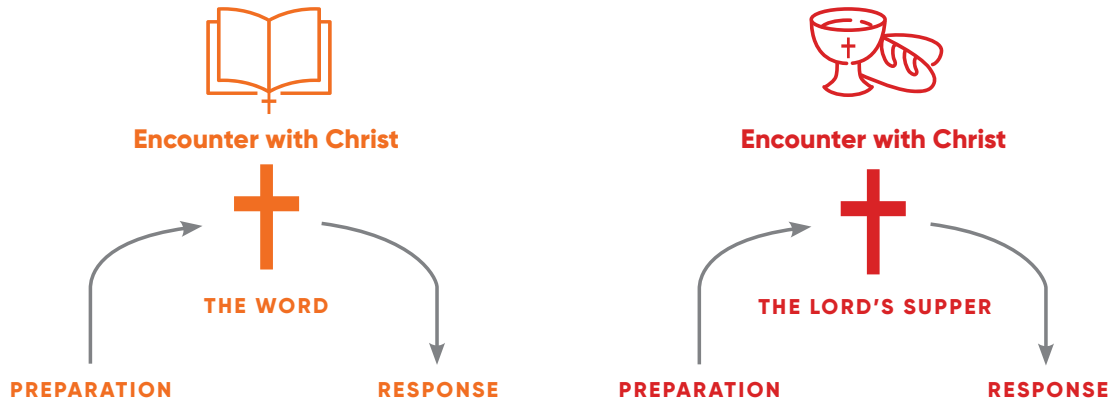 Encounter with Christ
THE WORD
PREPARATION
RESPONSE
Encounter with Christ
THE LORD’S SUPPER
PREPARATION
RESPONSE